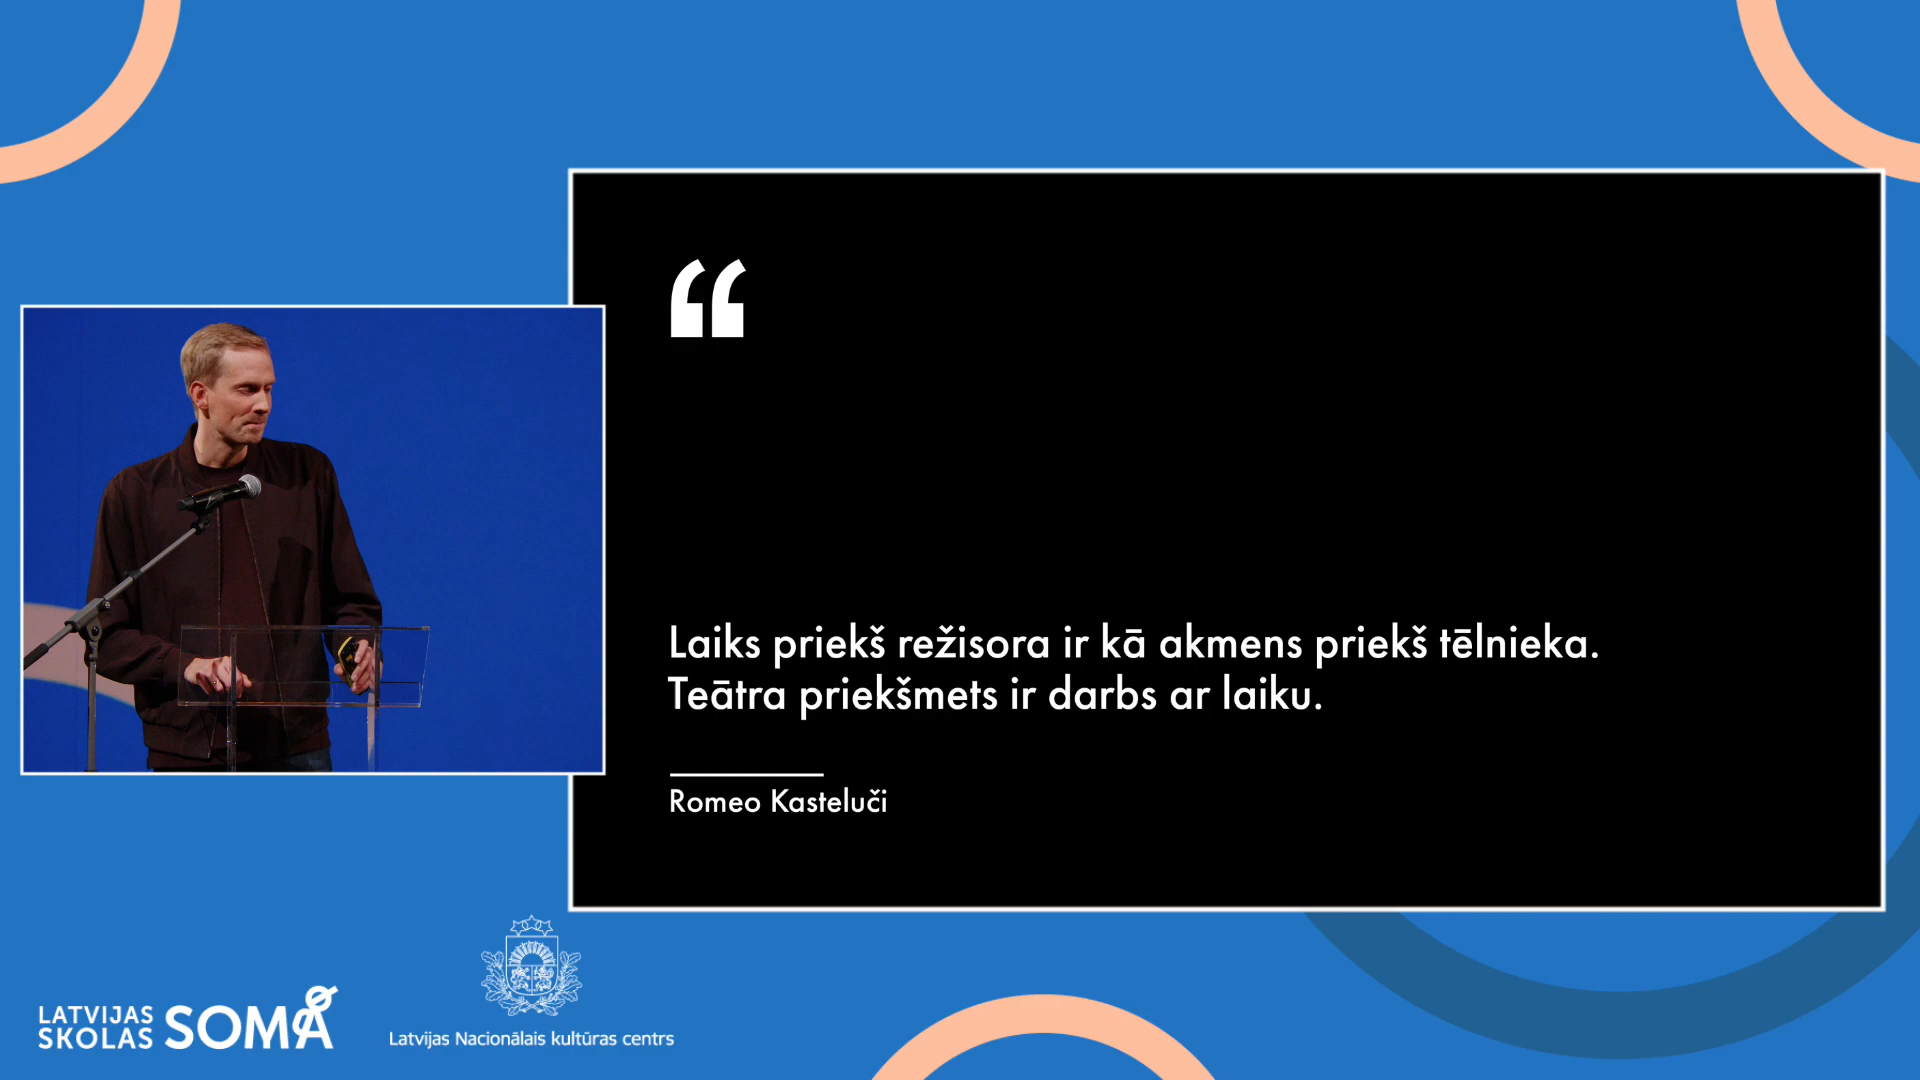 “
Laiks priekš režisora ir kā akmens priekš tēlnieka.
Teātra priekšmets ir darbs ar laiku.
Romeo Kasteluči
LATVIJAS
SKOLAS SOMA
Latvijas Nacionālais kultūras centrs